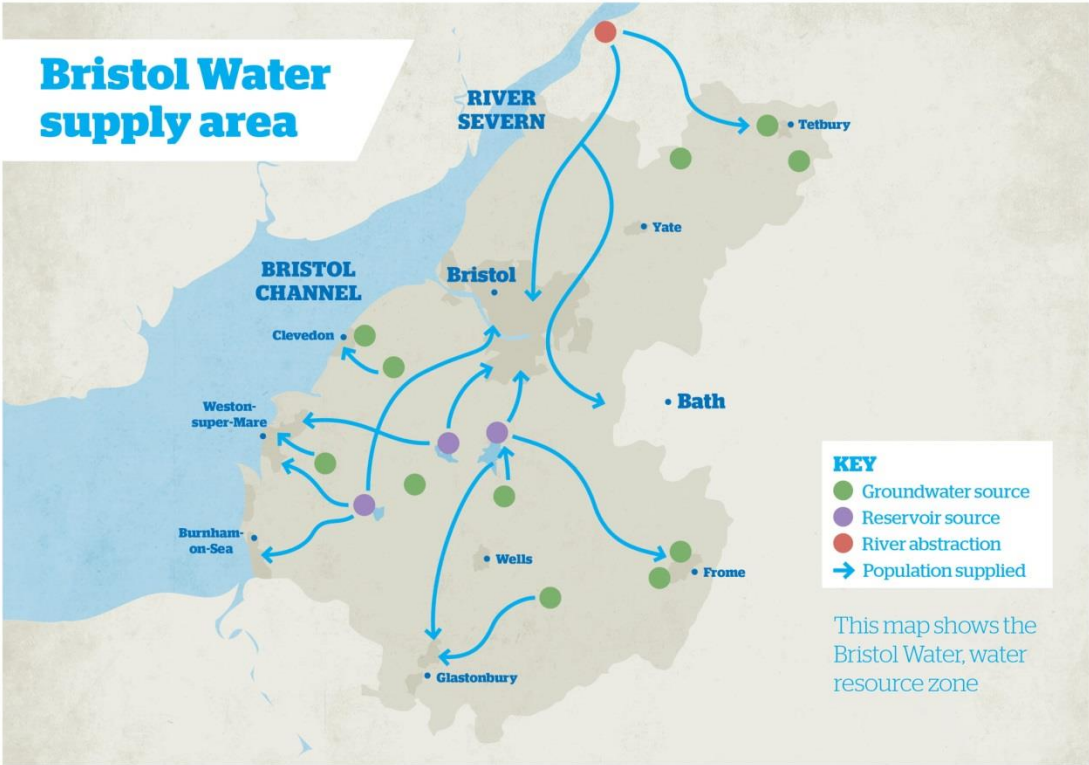 Bristol Water
supply area
RIVER
SEVERN
Tetbury
Yate
BRISTOL
CHANNEL
Bristol
Clevedon
Weston-
super-Mare
Bath
Burnham-
on-Sea
Wells
Frome
Glastonbury
KEY
Groundwater source
Reservoir source
River abstraction
Population supplied
This map shows the
Bristol Water, water
resource zone